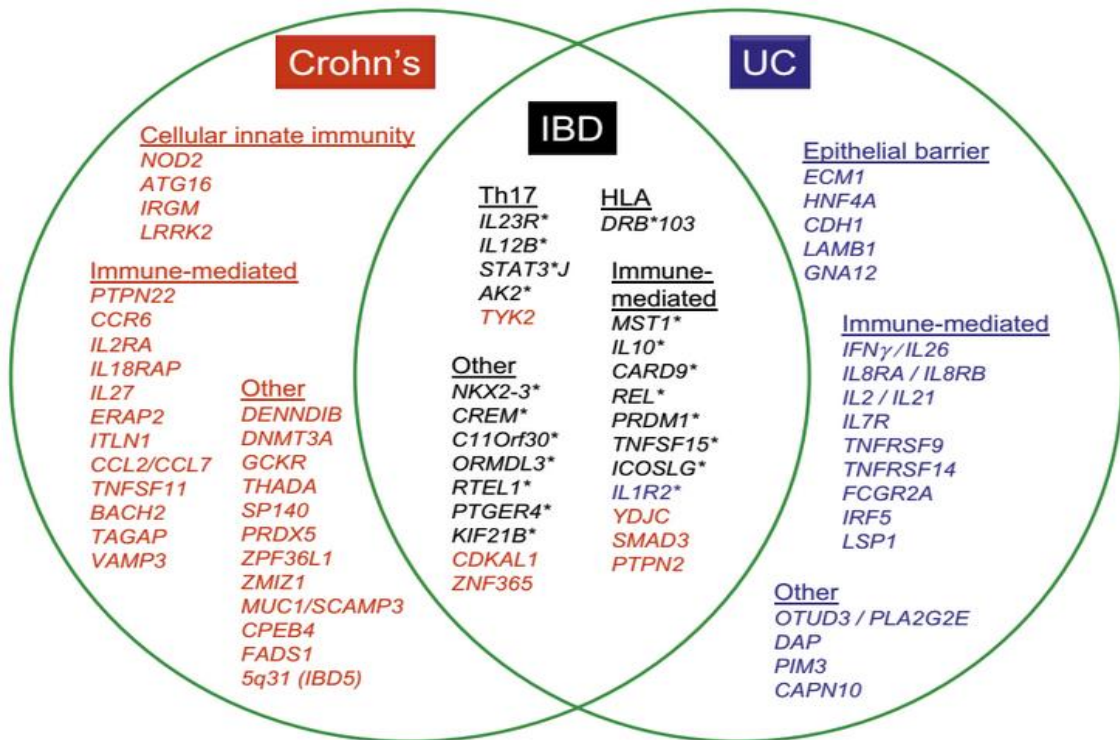 Crohn's
UC
IBD
Cellular innate immunity
NOD2
ATG16
IRGM
LRRK2
Immune-mediated
PTPN22
CCR6
IL2RA
IL18RAP
IL27
ERAP2
ITLN1
CCL2/CCL7
TNFSF11
BACH2
TAGAP
VAMP3
Other
DENNDIB
DNMT3A
GCKR
THADA
SP140
PRDX5
ZPF36L1
ZMIZ1
MUC1/SCAMP3
CPEB4
FADS1
5q31 (IBD5)
Th17
IL23R*
IL12B*
STAT3*J
AK2*
TYK2
Other
NKX2-3*
CREM*
C11Orf30*
ORMDL3*
RTEL1*
PTGER4*
KIF21B*
CDKAL1
ZNF365
HLA
DRB*103
Immune-
mediated
MST1*
IL10*
CARD9*
REL*
PRDM1*
TNFSF15*
ICOSLG*
IL1R2*
YDJC
SMAD3
PTPN2
Epithelial barrier
ECM1
HNF4A
CDH1
LAMB1
GNA12
Immune-mediated
IFNγ/IL26
IL8RA / IL8RB
IL2 / IL21
IL7R
TNFRSF9
TNFRSF14
FCGR2A
IRF5
LSP1
Other
OTUD3 / PLA2G2E
DAP
PIM3
CAPN10